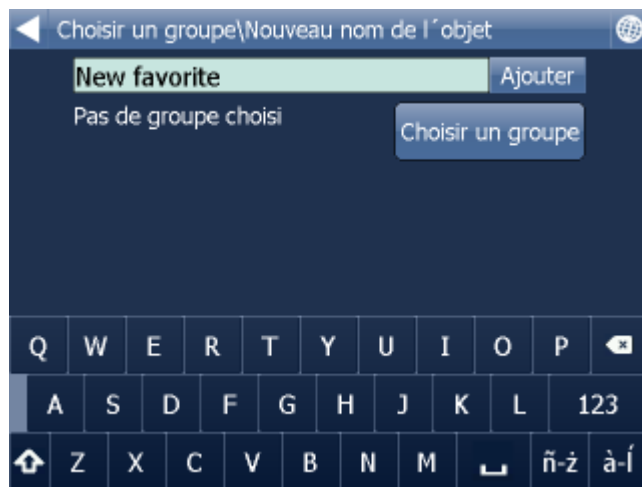 Choisir un groupe\Nouveau nom de l´objet
New favorite Ajouter
Pas de groupe choisi Choisir un groupe
Q W E R T Y U I O P
A S D F G H J K L 123
Z X C V B N M ñ-ż à-Í